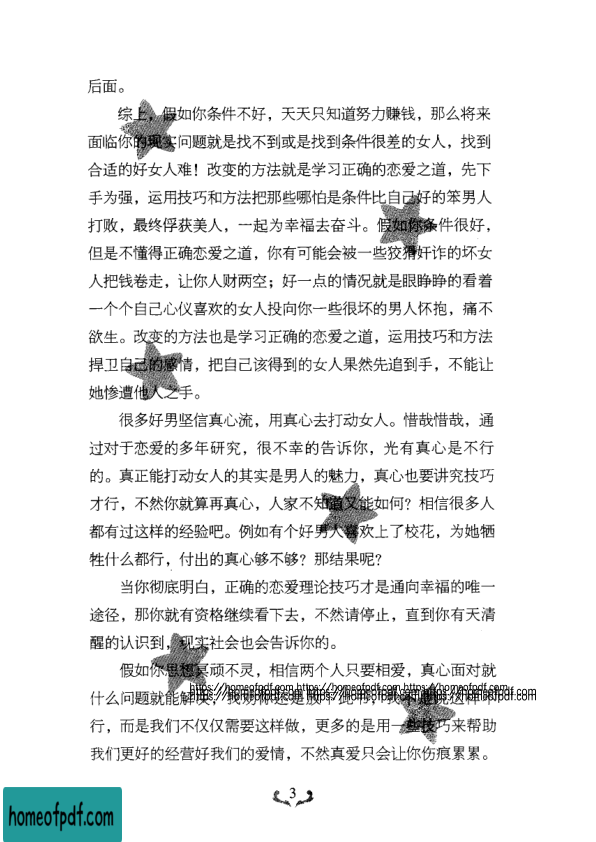 后面。
综上，假如你条件不好，天天只知道努力赚钱，那么将来
面临你的现实问题就是找不到或是找到条件很差的女人，找到
合适的好女人难！改变的方法就是学习正确的恋爱之道，先下
手为强，运用技巧和方法把那些哪怕是条件比自己好的笨男人
打败，最终俘获美人，一起为幸福去奋斗。假如你条件很好，
但是不懂得正确恋爱之道，你有可能会被一些狡猾奸诈的坏女
人把钱卷走，让你人财两空；好一点的情况就是眼睁睁的看着
一个个自己心仪喜欢的女人投向你一些很坏的男人怀抱，痛不
欲生。改变的方法也是学习正确的恋爱之道，运用技巧和方法
捍卫自己的感情，把自己该得到的女人果然先追到手，不能让
她惨遭他人之手。
很多好男坚信真心流，用真心去打动女人。惜哉惜哉，通
过对于恋爱的多年研究，很不幸的告诉你，光有真心是不行
的。真正能打动女人的其实是男人的魅力，真心也要讲究技巧
才行，不然你就算再真心，人家不知道又能如何？相信很多人
都有过这样的经验吧。例如有个好男人喜欢上了校花，为她牺
牲什么都行，付出的真心够不够？那结果呢？
当你彻底明白，正确的恋爱理论技巧才是通向幸福的唯一
途径，那你就有资格继续看下去，不然请停止，直到你有天清
醒的认识到，现实社会也会告诉你的。
假如你思想冥顽不灵，相信两个人只要相爱，真心面对就
什么问题就能解决，我劝你还是放下此书，我不是说这样不
https://homeofpdf.com https://homeofpdf.com https://homeofpdf.com
行，而是我们不仅仅需要这样做，更多的是用一些技巧来帮助
我们更好的经营好我们的爱情，不然真爱只会让你伤痕累累。
3
homeofpdf.com